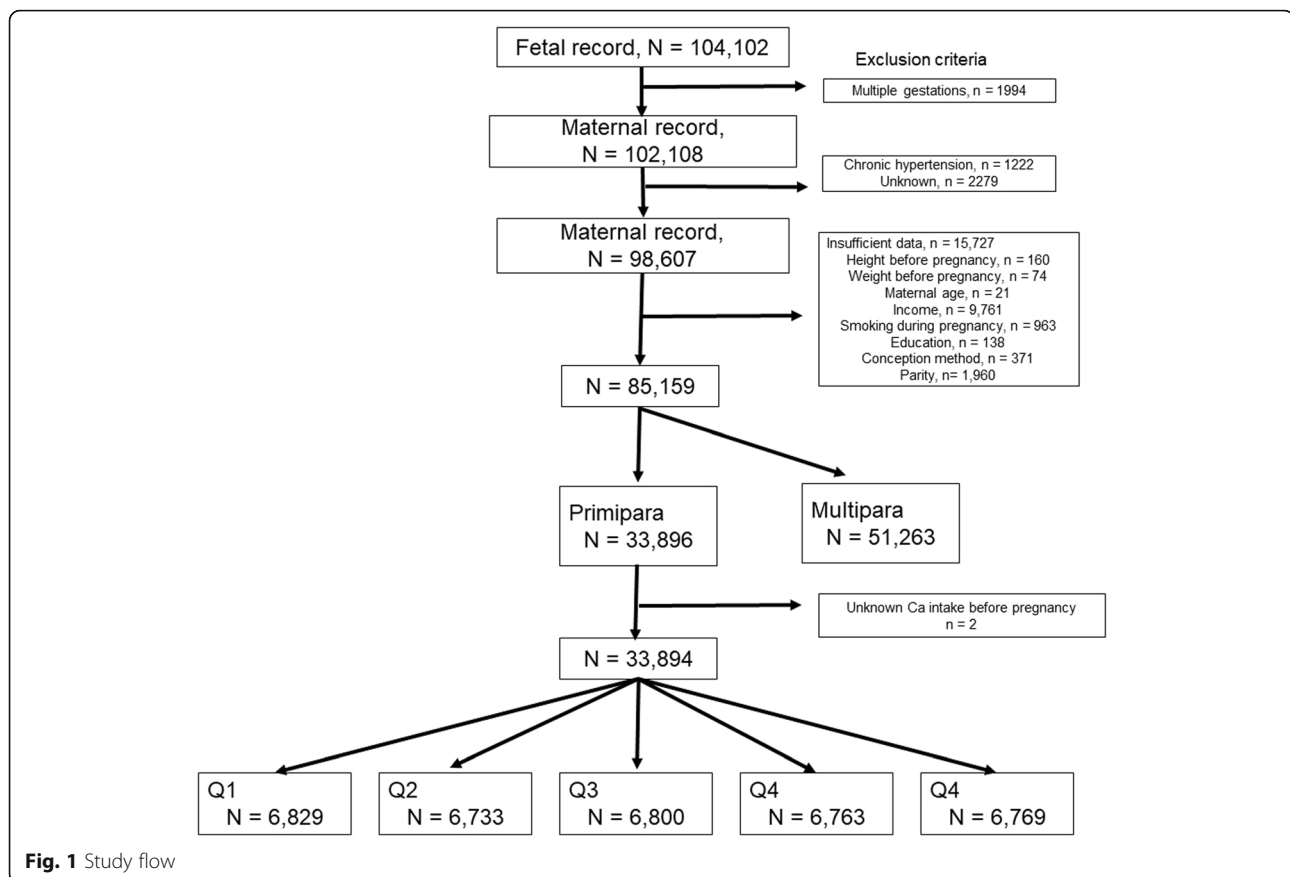 Fetal record, N = 104,102
Exclusion criteria
Multiple gestations, n = 1994
Maternal record,
N = 102,108
Chronic hypertension, n = 1222
Unknown, n = 2279
Maternal record,
N = 98,607
Insufficient data, n = 15,727
Height before pregnancy, n = 160
Weight before pregnancy, n = 74
Maternal age, n = 21
Income, n = 9,761
Smoking during pregnancy, n = 963
Education, n = 138
Conception method, n = 371
Parity, n= 1,960
N = 85,159
Primipara
N = 33,896
Multipara
N = 51,263
Unknown Ca intake before pregnancy
n = 2
N = 33,894
Q1
N = 6,829
Q2
N = 6,733
Q3
N = 6,800
Q4
N = 6,763
Q4
N = 6,769
Fig. 1 Study flow